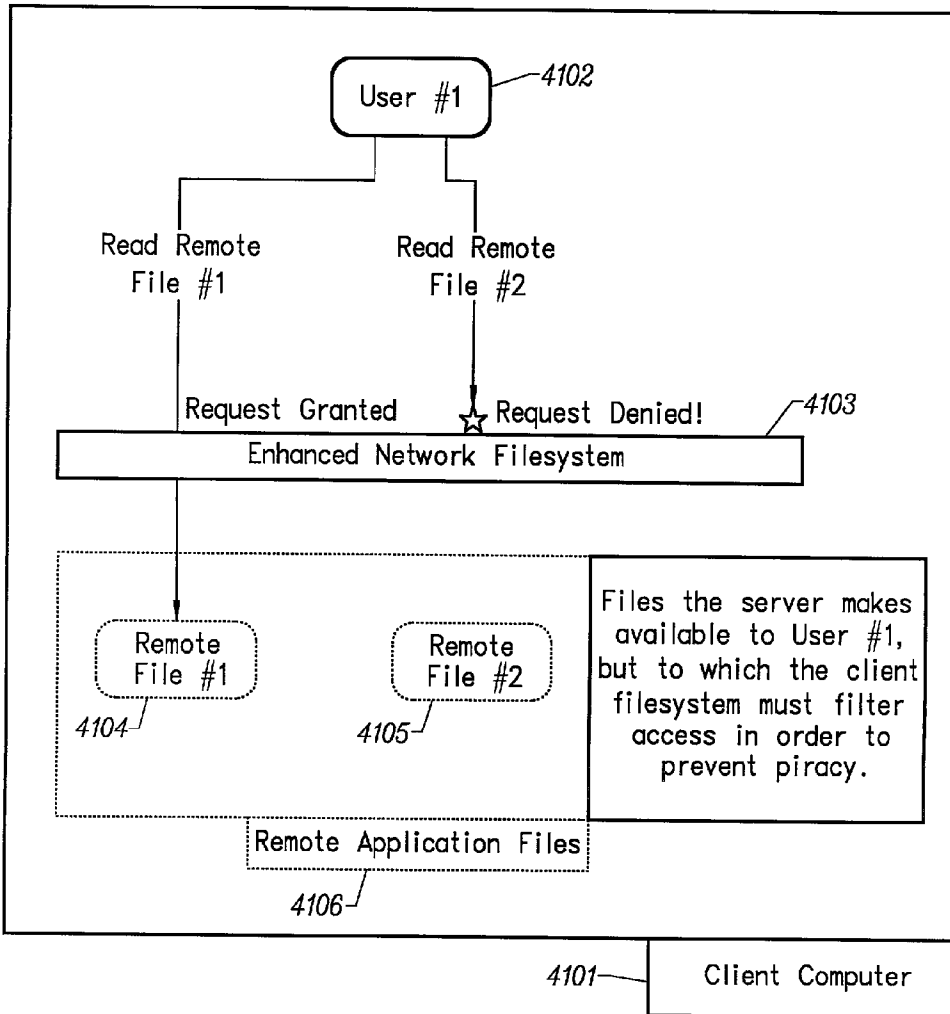 4102
User #1
Read Remote
File #1
Read Remote
File #2
Request Granted
Request Denied!
4103
Enhanced Network Filesystem
Remote
File #1
4104
Remote
File #2
4105
Files the server makes
available to User #1,
but to which the client
filesystem must filter
access in order to
prevent piracy.
Remote Application Files
4106
4101
Client Computer